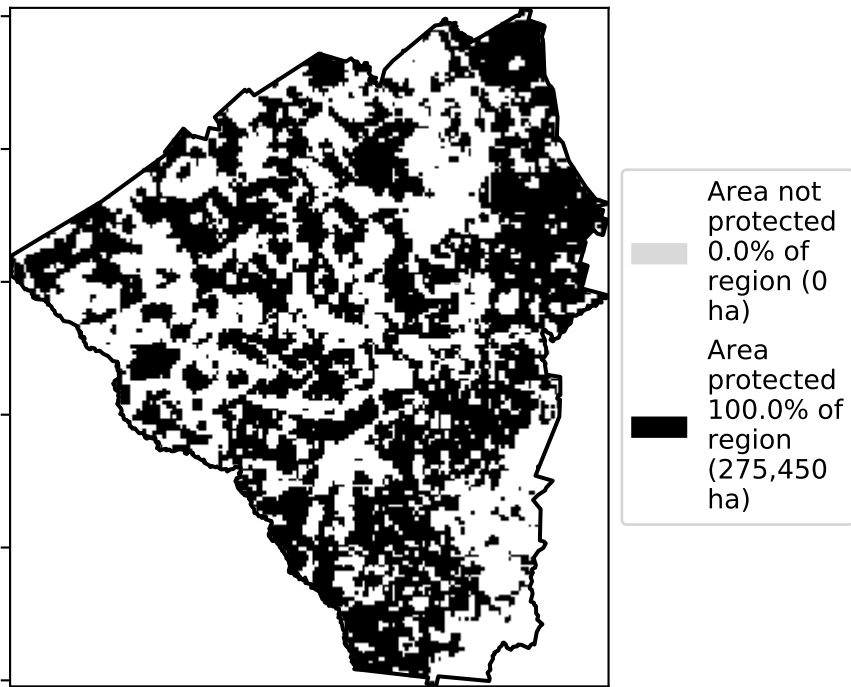 Area not
protected
0.0% of
region (0
ha)
Area
protected
100.0% of
region
(275,450
ha)